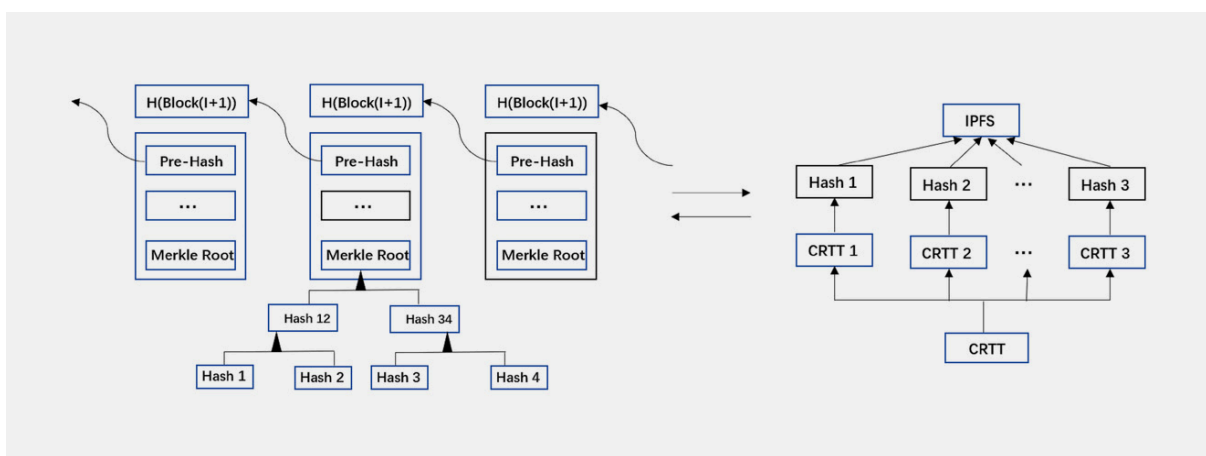 H(Block(I+1))
H(Block(I+1))
H(Block(I+1))
Pre-Hash
Pre-Hash
Pre-Hash
...
...
...
Merkle Root
Merkle Root
Merkle Root
Hash 12
Hash 34
Hash 1
Hash 2
Hash 3
Hash 4
IPFS
Hash 1
Hash 2
...
Hash 3
CRTT 1
CRTT 2
...
CRTT 3
CRTT